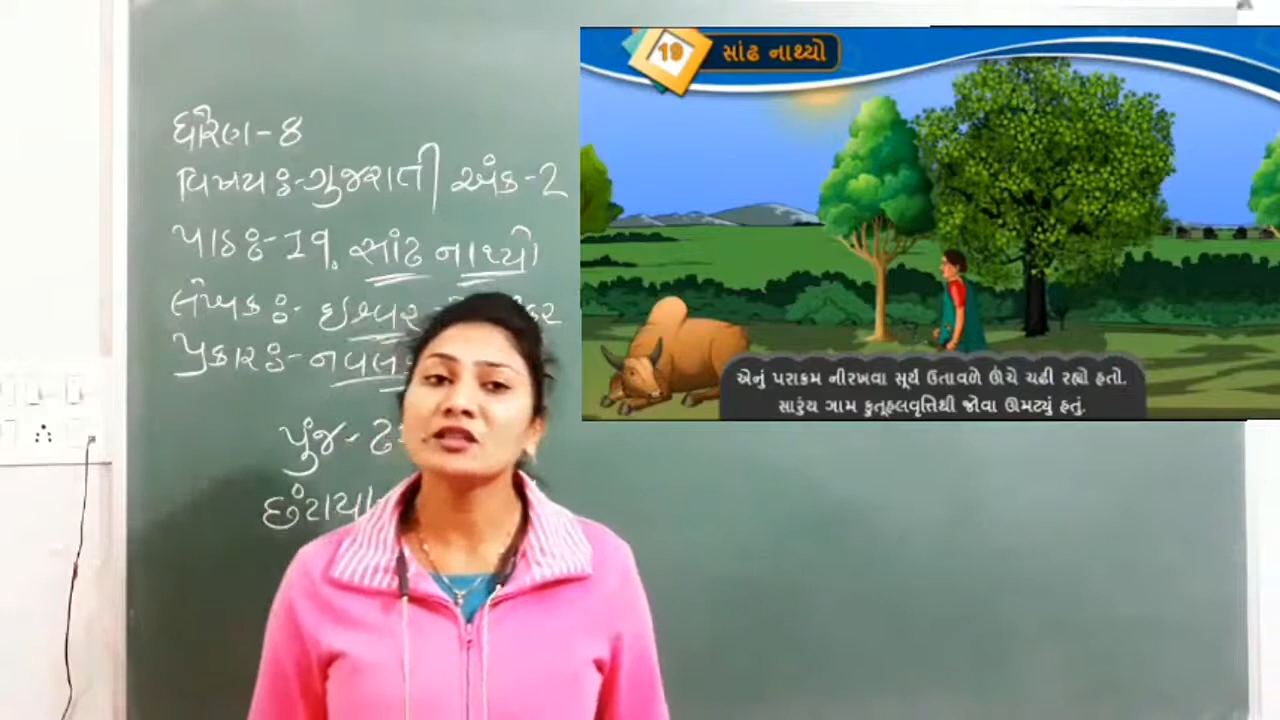 ધોરણ-8
વિષય:-ગુજરાતી અંક-2
પાઠ:-19. સાંઢ નાથ્યો
લેખક:- ઇશ્વર
પ્રકાર:-
પુંજ-
19 સાંઢ નાથ્યો
એનું પરાક્રમ નીરખવા સૂર્ય ઉતાવળે ઊંચે ચઢી રહ્યો હતો.
સારુંય ગામ કુતૂહલવૃત્તિથી જોવા ઊમટ્યું હતું.